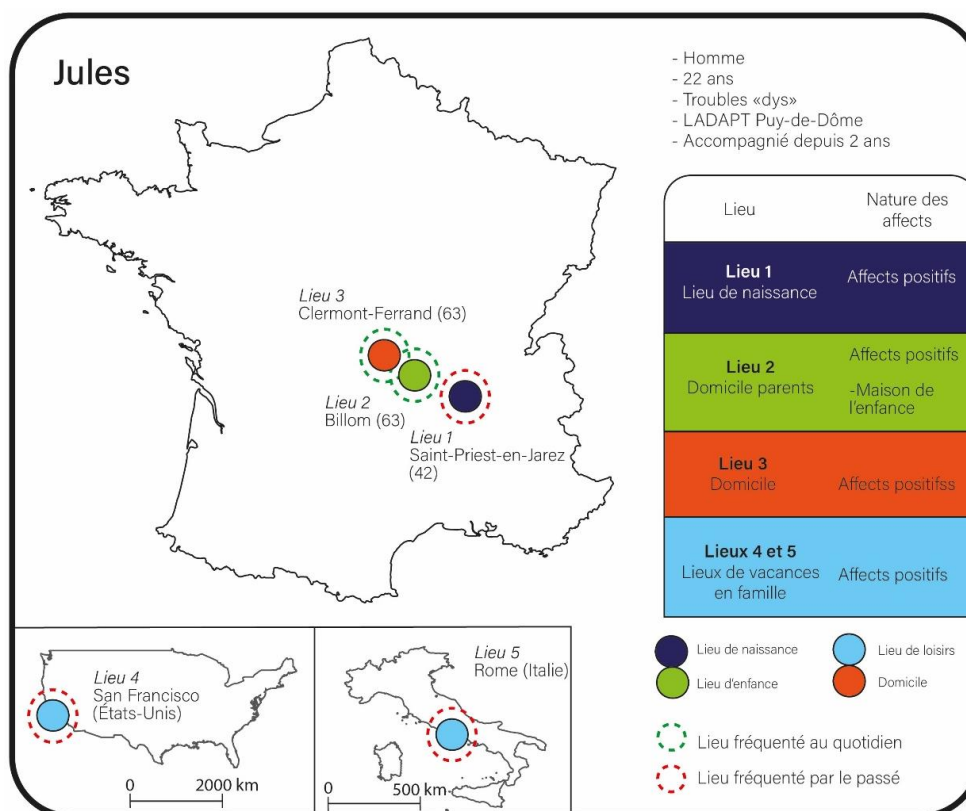 Jules
- Homme
- 22 ans
- Troubles «dys»
- LADAPT Puy-de-Dôme
- Accompagnié depuis 2 ans
Lieu 3
Clermont-Ferrand (63)
Lieu 2
Billom (63)
Lieu 1
Saint-Priest-en-Jarez
(42)
Lieu
Nature des
affects
Lieu 1
Lieu de naissance
Affects positifs
Lieu 2
Domicile parents
Affects positifs
-Maison de
l'enfance
Lieu 3
Domicile
Affects positifss
Lieux 4 et 5
Lieux de vacances
en famille
Affects positifs
Lieu 4
San Francisco
(États-Unis)
0 2000 km
Lieu 5
Rome (Italie)
0 500 km
Lieu de naissance
Lieu de loisirs
Lieu d'enfance
Domicile
Lieu fréquenté au quotidien
Lieu fréquenté par le passé